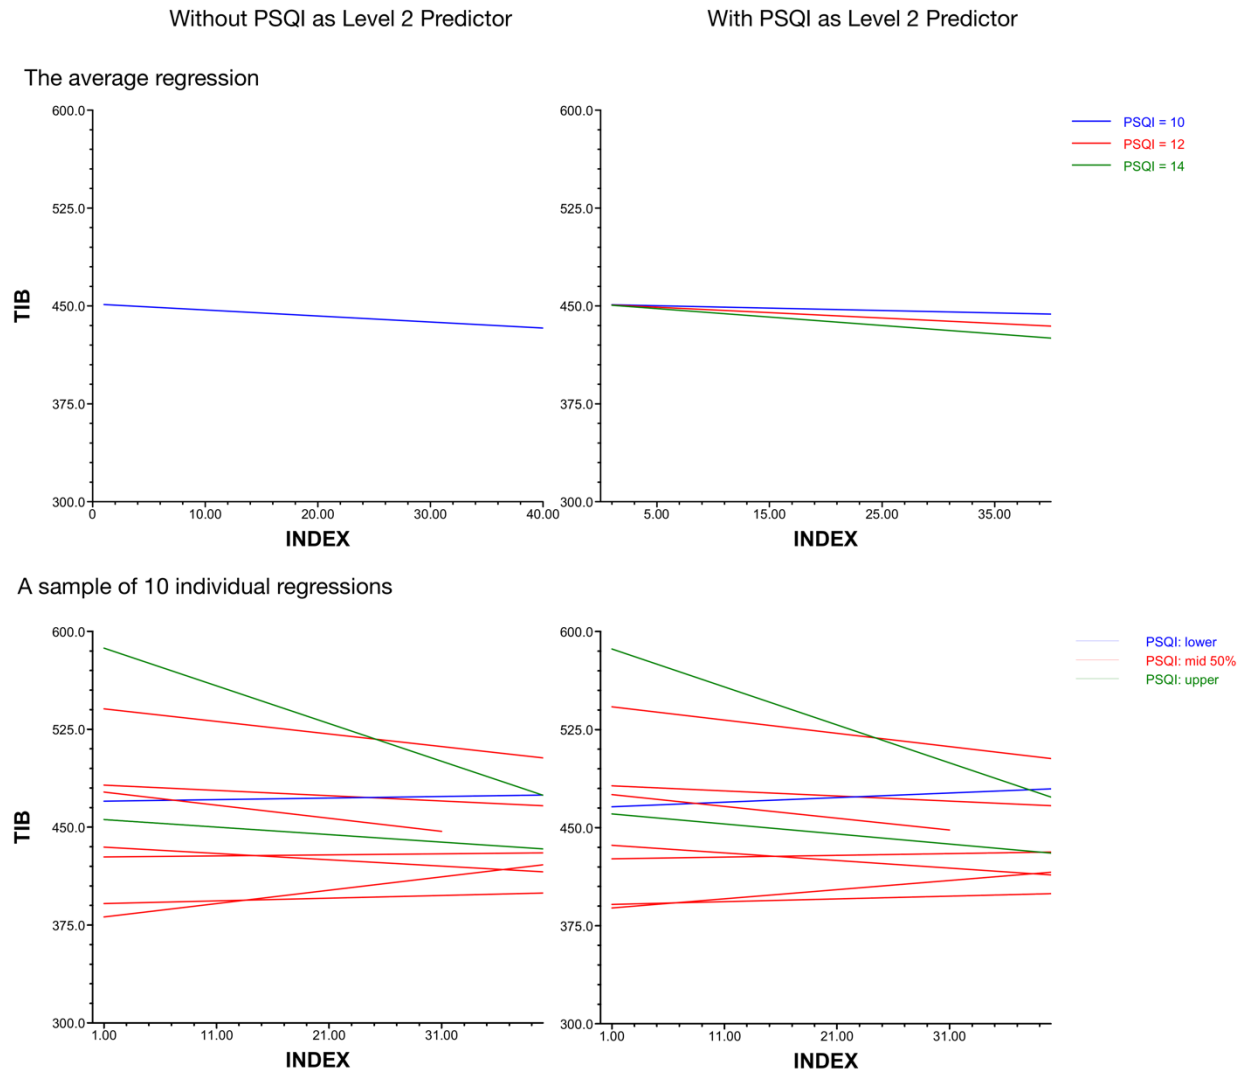 Without PSQI as Level 2 Predictor
With PSQI as Level 2 Predictor
The average regression
600.0
525.0
450.0
375.0
300.0
TIB
0
10.00
20.00
30.00
40.00
INDEX
600.0
525.0
450.0
375.0
300.0
5.00
15.00
25.00
35.00
INDEX
PSQI = 10
PSQI = 12
PSQI = 14
A sample of 10 individual regressions
600.0
525.0
450.0
375.0
300.0
TIB
1.00
11.00
21.00
31.00
INDEX
600.0
525.0
450.0
375.0
300.0
1.00
11.00
21.00
31.00
INDEX
PSQI: lower
PSQI: mid 50%
PSQI: upper